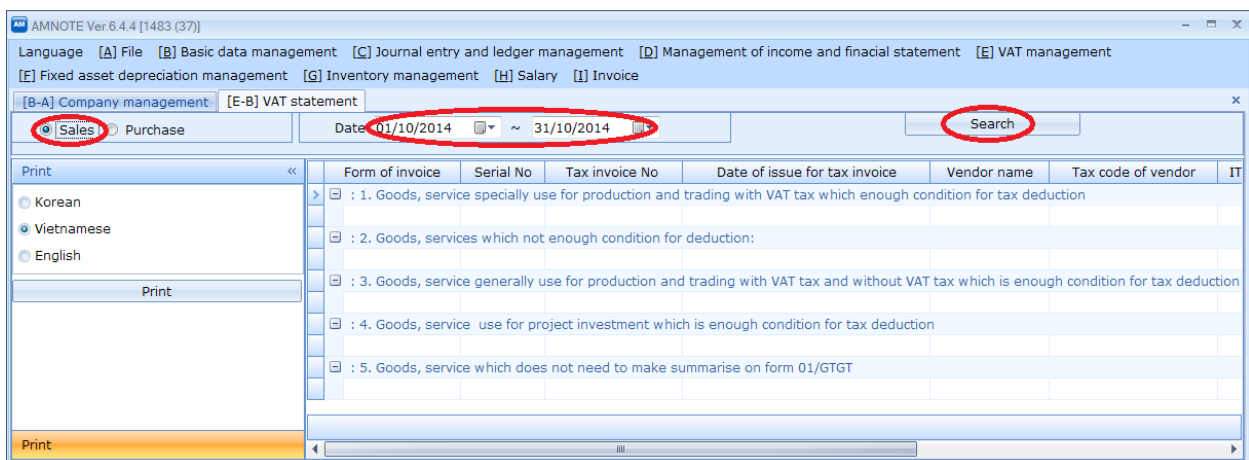 AMNOTE Ver.6.4.4 [1483 (37)]
Language [A] File [B] Basic data management [C] Journal entry and ledger management [D] Management of income and finacial statement [E] VAT management
[F] Fixed asset depreciation management [G] Inventory management [H] Salary [I] Invoice
[B-A] Company management [E-B] VAT statement
Sales Purchase Date 01/10/2014 ~ 31/10/2014 Search
Print « Form of invoice Serial No Tax invoice No Date of issue for tax invoice Vendor name Tax code of vendor IT
Korean
Vietnamese
English
Print
: 1. Goods, service specially use for production and trading with VAT tax which enough condition for tax deduction
: 2. Goods, services which not enough condition for deduction:
: 3. Goods, service generally use for production and trading with VAT tax and without VAT tax which is enough condition for tax deduction
: 4. Goods, service use for project investment which is enough condition for tax deduction
: 5. Goods, service which does not need to make summarise on form 01/GTGT
Print